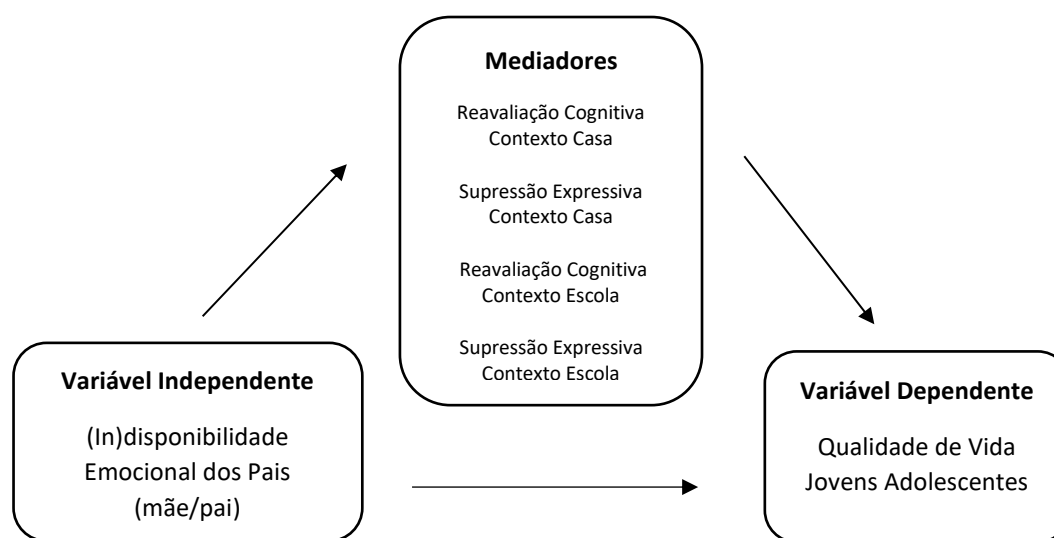 Mediadores
Reavaliação Cognitiva
Contexto Casa
Supressão Expressiva
Contexto Casa
Reavaliação Cognitiva
Contexto Escola
Supressão Expressiva
Contexto Escola
Variável Independente
(In)disponibilidade
Emocional dos Pais
(mãe/pai)
Variável Dependente
Qualidade de Vida
Jovens Adolescentes